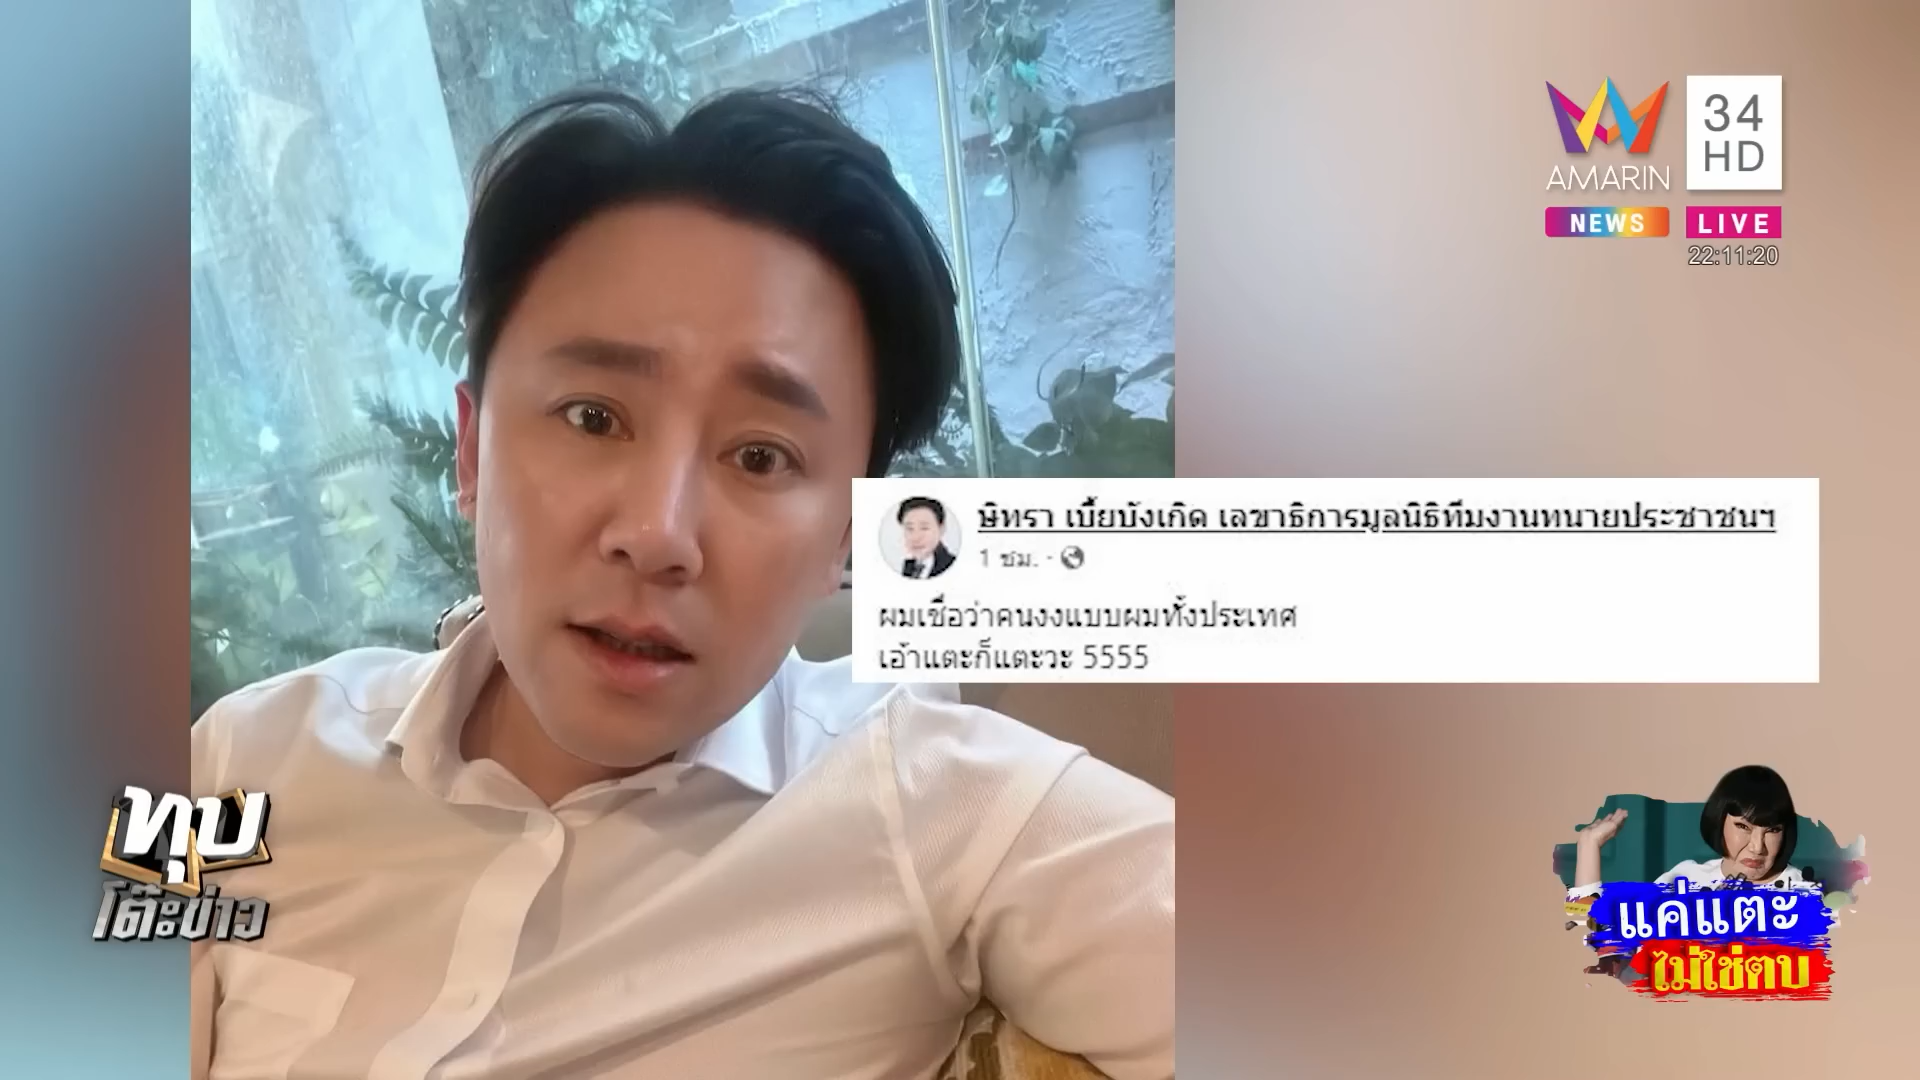 AMARIN
34
HD
NEWS
LIVE
22:11:20
ษิทรา เบี้ยบังเกิด เลขาธิการมูลนิธิทีมงานทนายประชาชนฯ
1 ชม. ·
ผมเชื่อว่าคนงงแบบผมทั้งประเทศ
เอ้าแตะก็แตะวะ 5555
ทุบ
โต๊ะข่าว
แค่แตะ
ไม่ใช่ตบ